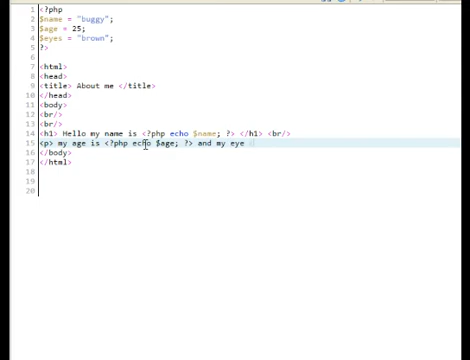 1 <?php
2 $name = "buggy";
3 $age = 25;
4 $eyes = "brown";
5 ?>
6
7 <html>
8 <head>
9 <title> About me </title>
10 </head>
11 <body>
12 <br/>
13 <br/>
14 <h1> Hello my name is <?php echo $name; ?> </h1> <br/>
15 <p> my age is <?php echo $age; ?> and my eye
16 </body>
17 </html>
18
19
20